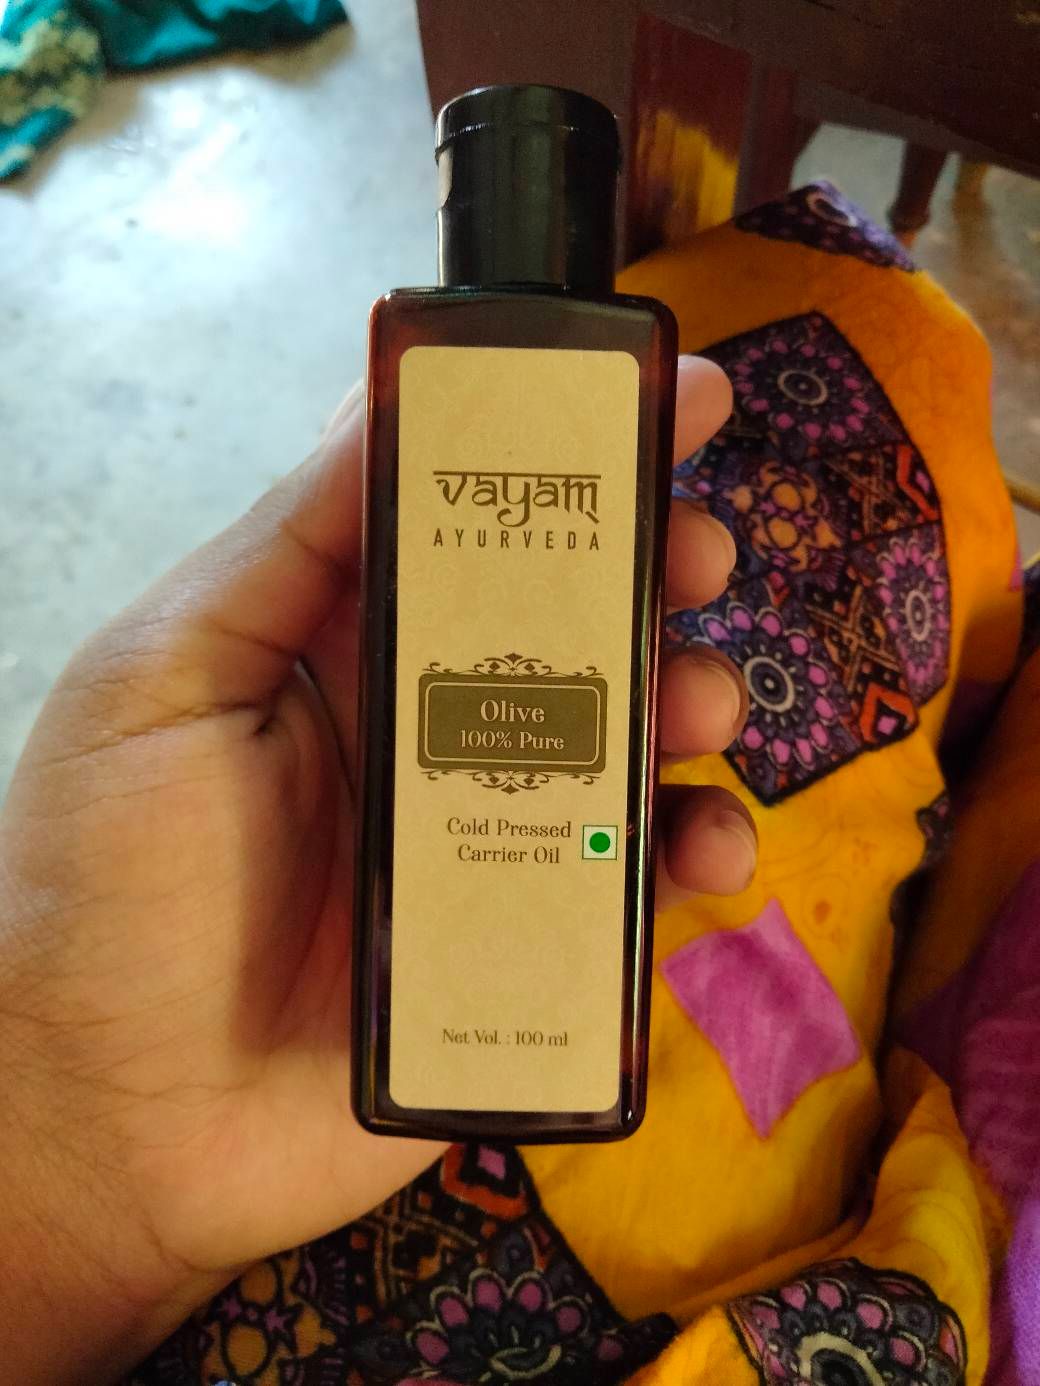 vayam
AYURVEDA
Olive
100% Pure
Cold Pressed
Carrier Oil
Net Vol. : 100 ml